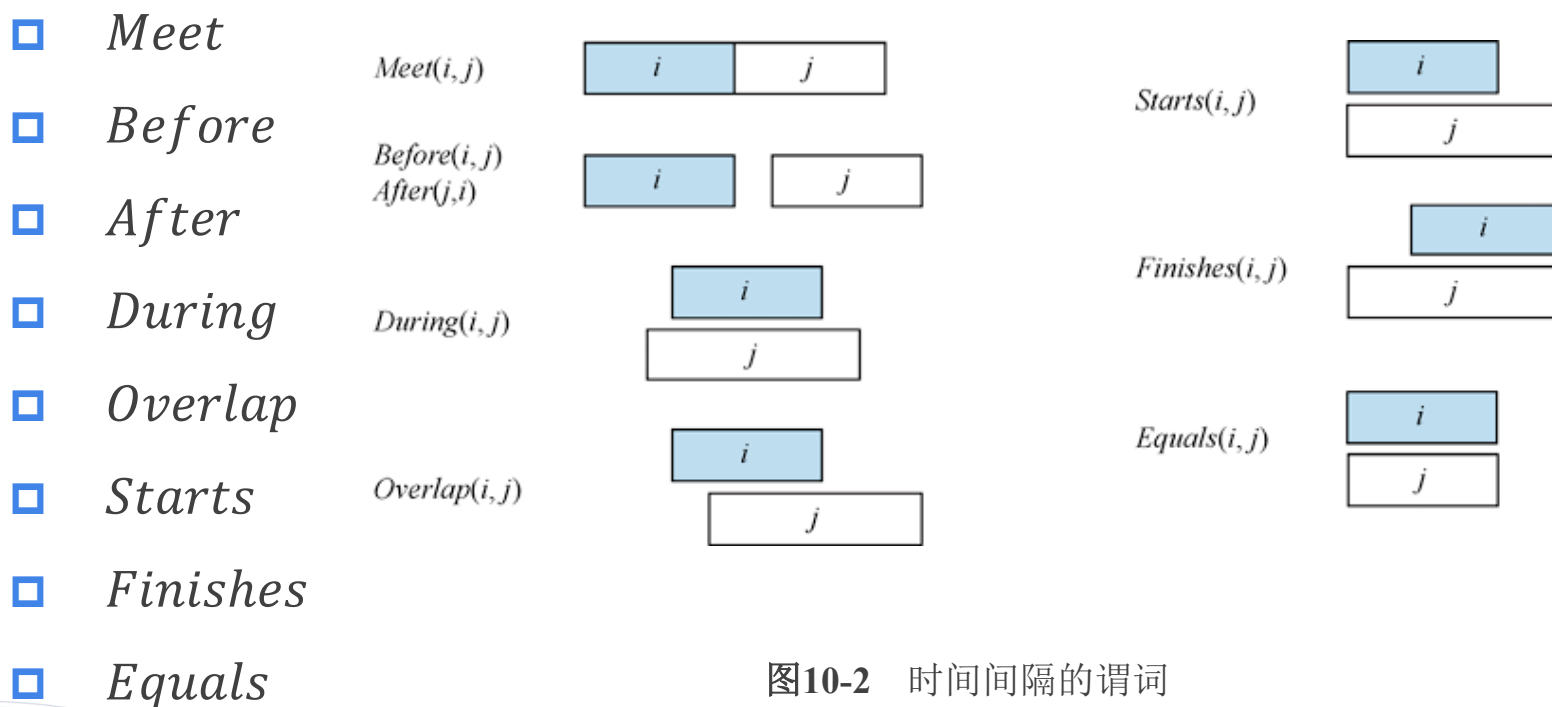 Meet
Before
After
During
Overlap
Starts
Finishes
Equals
Meet(i, j)
i
j
Before(i, j)
After(j,i)
i
j
During(i, j)
i
j
Overlap(i, j)
i
j
Starts(i, j)
i
j
Finishes(i, j)
i
j
Equals(i, j)
i
j
图10-2 时间间隔的谓词